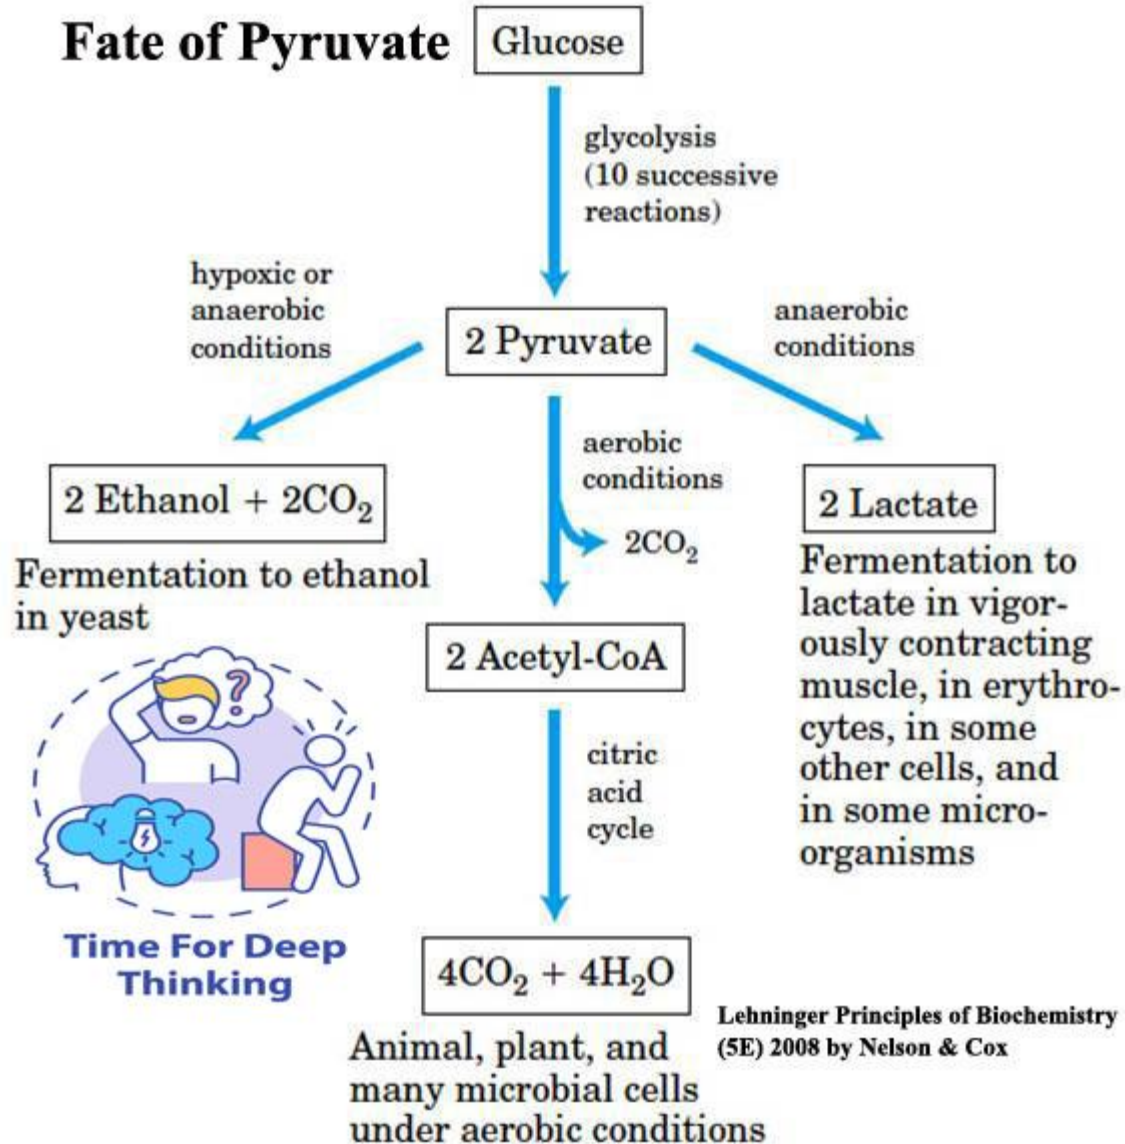 Fate of Pyruvate
Glucose
glycolysis
(10 successive
reactions)
hypoxic or
anaerobic
conditions
2 Pyruvate
anaerobic
conditions
aerobic
conditions
2CO₂
2 Ethanol + 2CO₂
Fermentation to ethanol
in yeast
2 Lactate
Fermentation to
lactate in vigor-
ously contracting
muscle, in erythro-
cytes, in some
other cells, and
in some micro-
organisms
2 Acetyl-CoA
citric
acid
cycle
?
Time For Deep
Thinking
4CO₂ + 4H₂O
Animal, plant, and
many microbial cells
under aerobic conditions
Lehninger Principles of Biochemistry
(5E) 2008 by Nelson & Cox